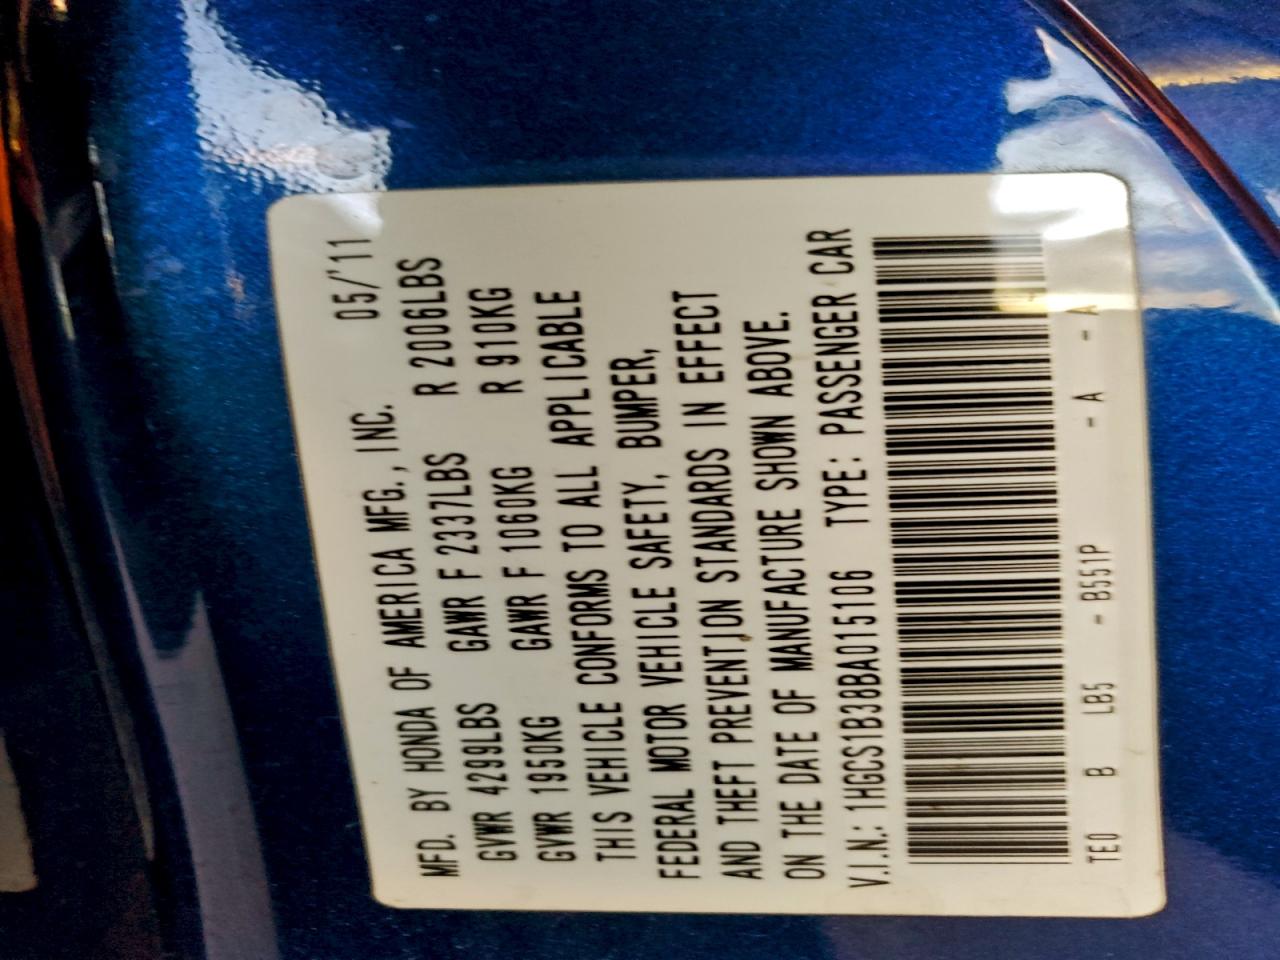 MFD. BY HONDA OF AMERICA MFG., INC. 05/'11
GVWR 4299LBS GAWR F 2337LBS R 2006LBS
GVWR 1950KG GAWR F 1060KG R 910KG
THIS VEHICLE CONFORMS TO ALL APPLICABLE
FEDERAL MOTOR VEHICLE SAFETY, BUMPER,
AND THEFT PREVENTION STANDARDS IN EFFECT
ON THE DATE OF MANUFACTURE SHOWN ABOVE.
V.I.N.: 1HGCS1B38BA015106 TYPE: PASSENGER CAR
TE0 B LB5 - B551P - A - A